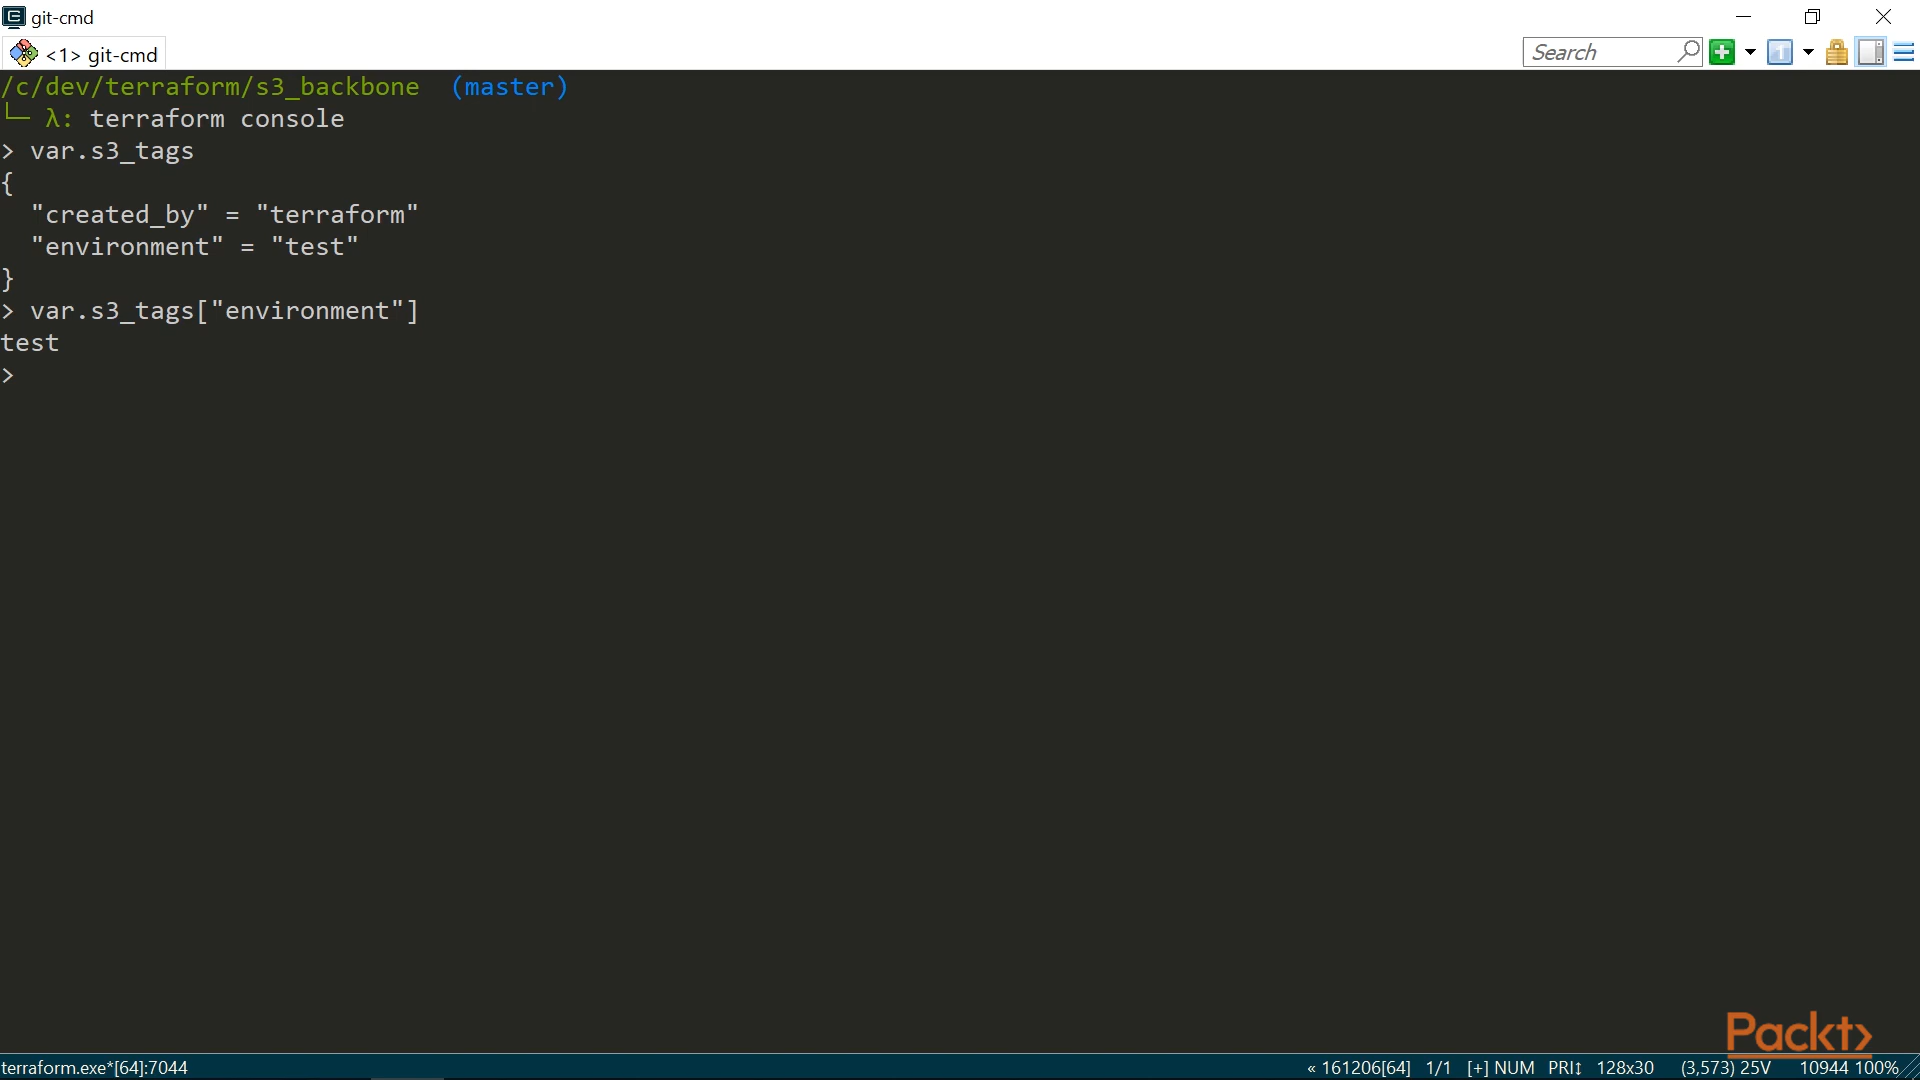 git-cmd
<1> git-cmd
Search
/c/dev/terraform/s3_backbone (master)
λ: terraform console
> var.s3_tags
{
"created_by" = "terraform"
"environment" = "test"
}
> var.s3_tags["environment"]
test
>
Packt>
terraform.exe*[64]:7044 « 161206[64] 1/1 [+] NUM PRI↕ 128x30 (3,573) 25V 10944 100%